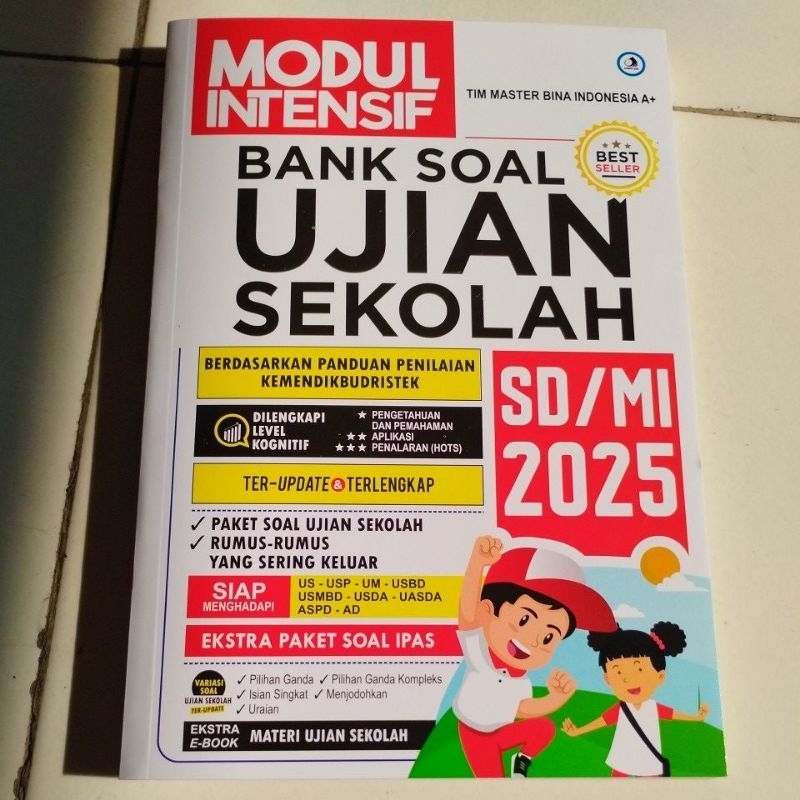 MODUL
INTENSIF
TIM MASTER BINA INDONESIA A+
BANK SOAL
BEST
SELLER
UJIAN
SEKOLAH
BERDASARKAN PANDUAN PENILAIAN
KEMENDIKBUDRISTEK
SD/MI
2025
DILENGKAPI
LEVEL
KOGNITIF
★ PENGETAHUAN
DAN PEMAHAMAN
★★ APLIKASI
★★★ PENALARAN (HOTS)
TER-UPDATE & TERLENGKAP
✓ PAKET SOAL UJIAN SEKOLAH
✓ RUMUS-RUMUS
YANG SERING KELUAR
SIAP
MENGHADAPI
US - USP - UM - USBD
USMBD - USDA - UASDA
ASPD - AD
EKSTRA PAKET SOAL IPAS
VARIASI
SOAL
UJIAN SEKOLAH
TER-UPDATE
✓ Pilihan Ganda ✓ Pilihan Ganda Kompleks
✓ Isian Singkat ✓ Menjodohkan
✓ Uraian
EKSTRA
E-BOOK
MATERI UJIAN SEKOLAH